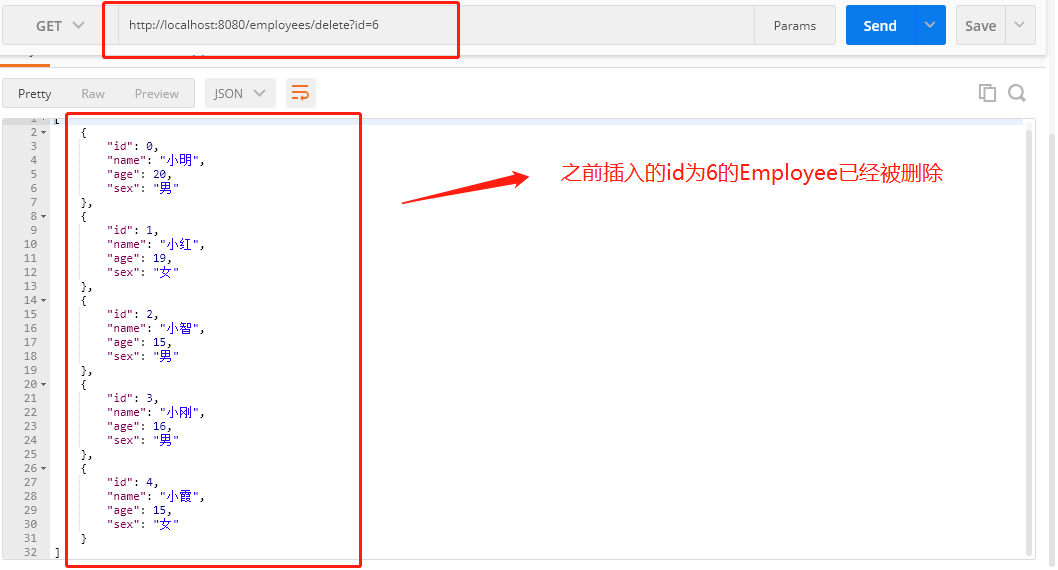 GET http://localhost:8080/employees/delete?id=6 Params Send Save
Pretty Raw Preview JSON
1 [
2 {
3 "id": 0,
4 "name": "小明",
5 "age": 20,
6 "sex": "男"
7 },
8 {
9 "id": 1,
10 "name": "小红",
11 "age": 19,
12 "sex": "女"
13 },
14 {
15 "id": 2,
16 "name": "小智",
17 "age": 15,
18 "sex": "男"
19 },
20 {
21 "id": 3,
22 "name": "小刚",
23 "age": 16,
24 "sex": "男"
25 },
26 {
27 "id": 4,
28 "name": "小霞",
29 "age": 15,
30 "sex": "女"
31 }
32 ]
之前插入的id为6的Employee已经被删除